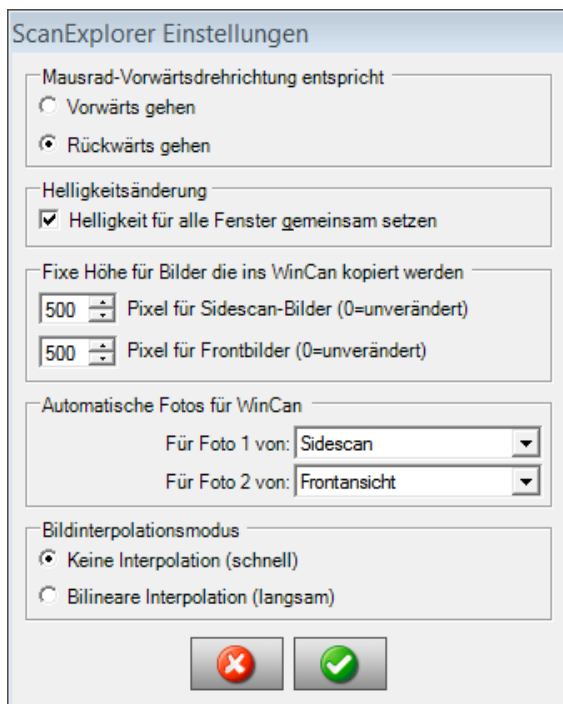 ScanExplorer Einstellungen
Mausrad-Vorwärtsdrehrichtung entspricht
Vorwärts gehen
Rückwärts gehen
Helligkeitsänderung
Helligkeit für alle Fenster gemeinsam setzen
Fixe Höhe für Bilder die ins WinCan kopiert werden
500 Pixel für Sidescan-Bilder (0=unverändert)
500 Pixel für Frontbilder (0=unverändert)
Automatische Fotos für WinCan
Für Foto 1 von: Sidescan
Für Foto 2 von: Frontansicht
Bildinterpolationsmodus
Keine Interpolation (schnell)
Bilineare Interpolation (langsam)